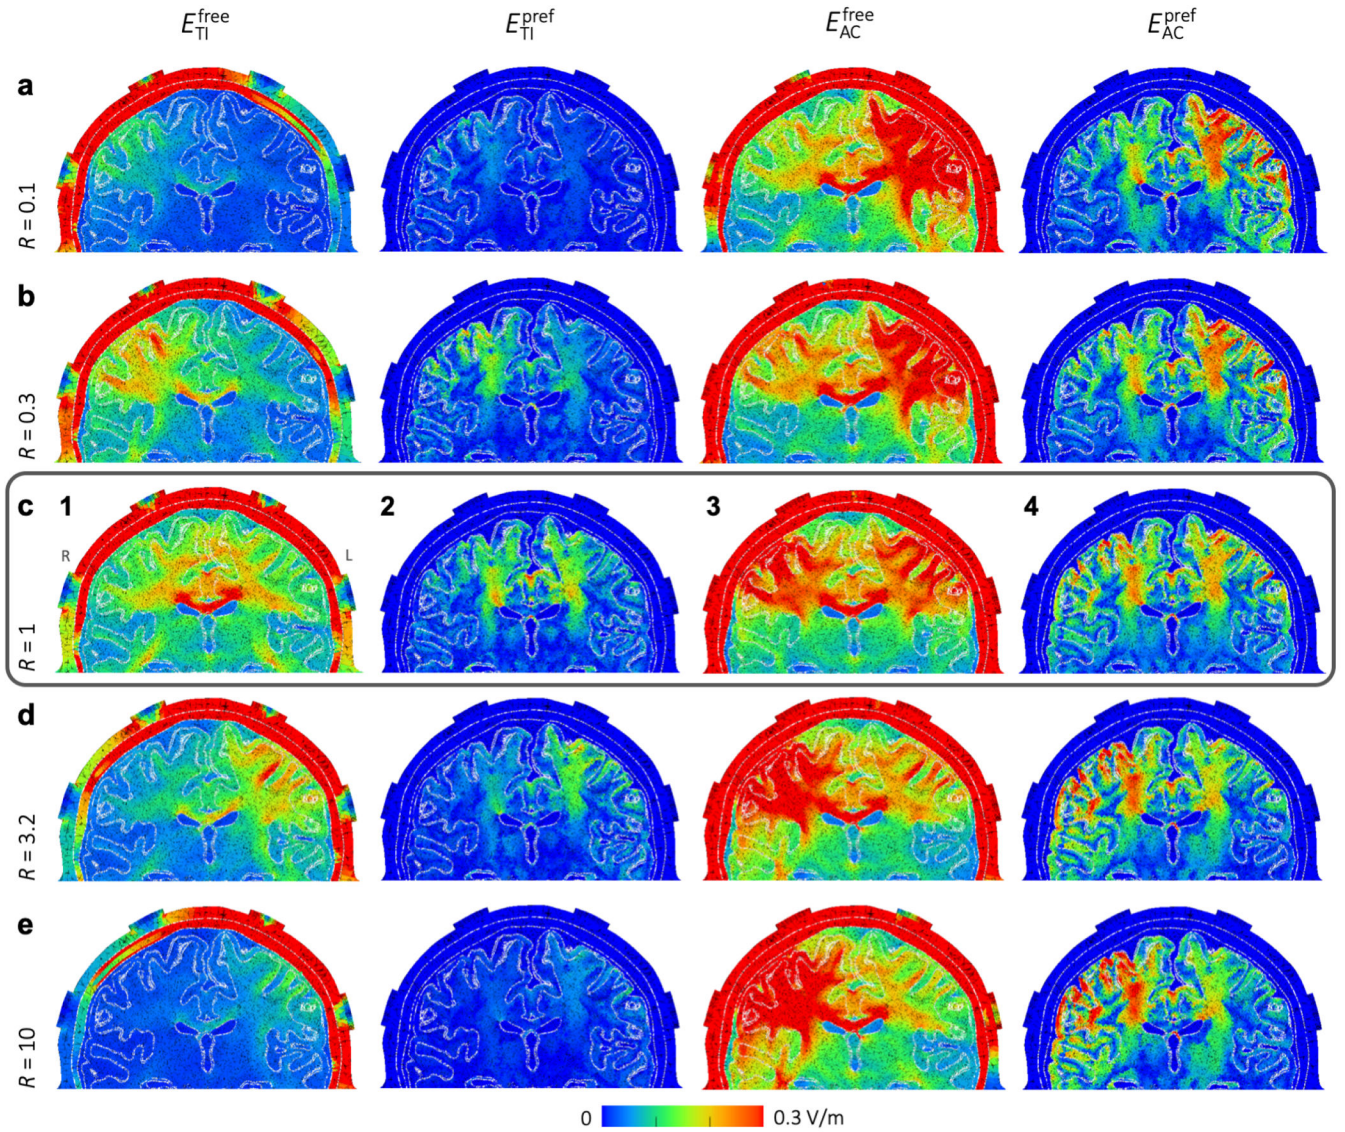 E_TI^free E_TI^pref E_AC^free E_AC^pref
a
R = 0.1
b
R = 0.3
c 1 2 3 4
R L
R = 1
d
R = 3.2
e
R = 10
0 0.3 V/m